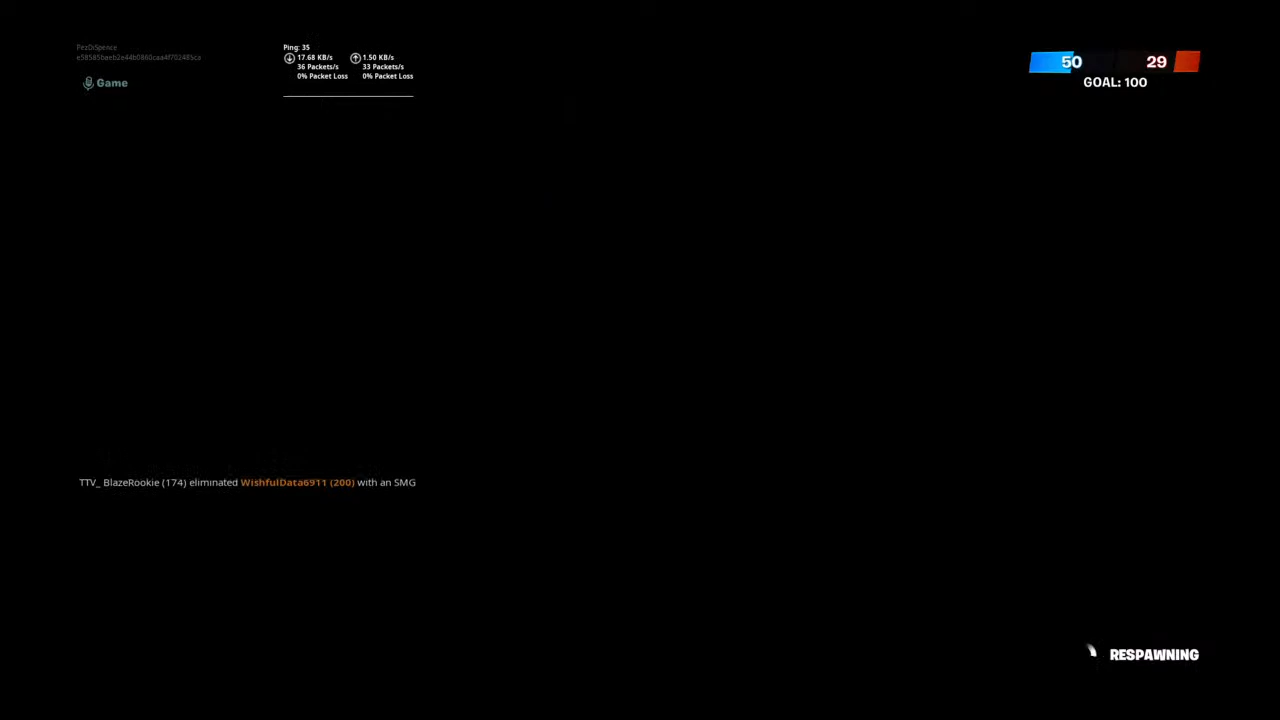 PezDiSpence
Game
Ping: 35
17.68 KB/s 1.50 KB/s
36 Packets/s 33 Packets/s
0% Packet Loss 0% Packet Loss
50 29
GOAL: 100
TTV_ BlazeRookie (174) eliminated WishfulData6911 (200) with an SMG
RESPAWNING